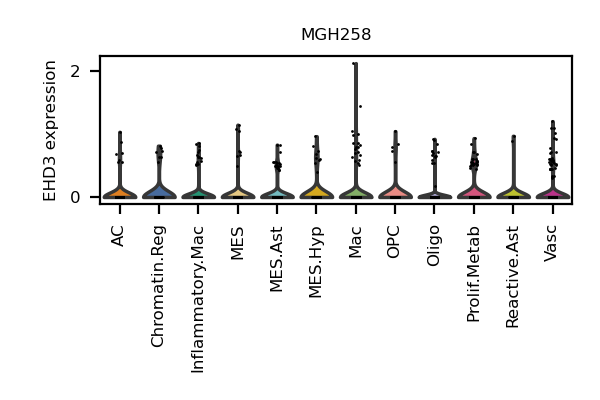 MGH258
EHD3 expression
2
0
AC
Chromatin.Reg
Inflammatory.Mac
MES
MES.Ast
MES.Hyp
Mac
OPC
Oligo
Prolif.Metab
Reactive.Ast
Vasc